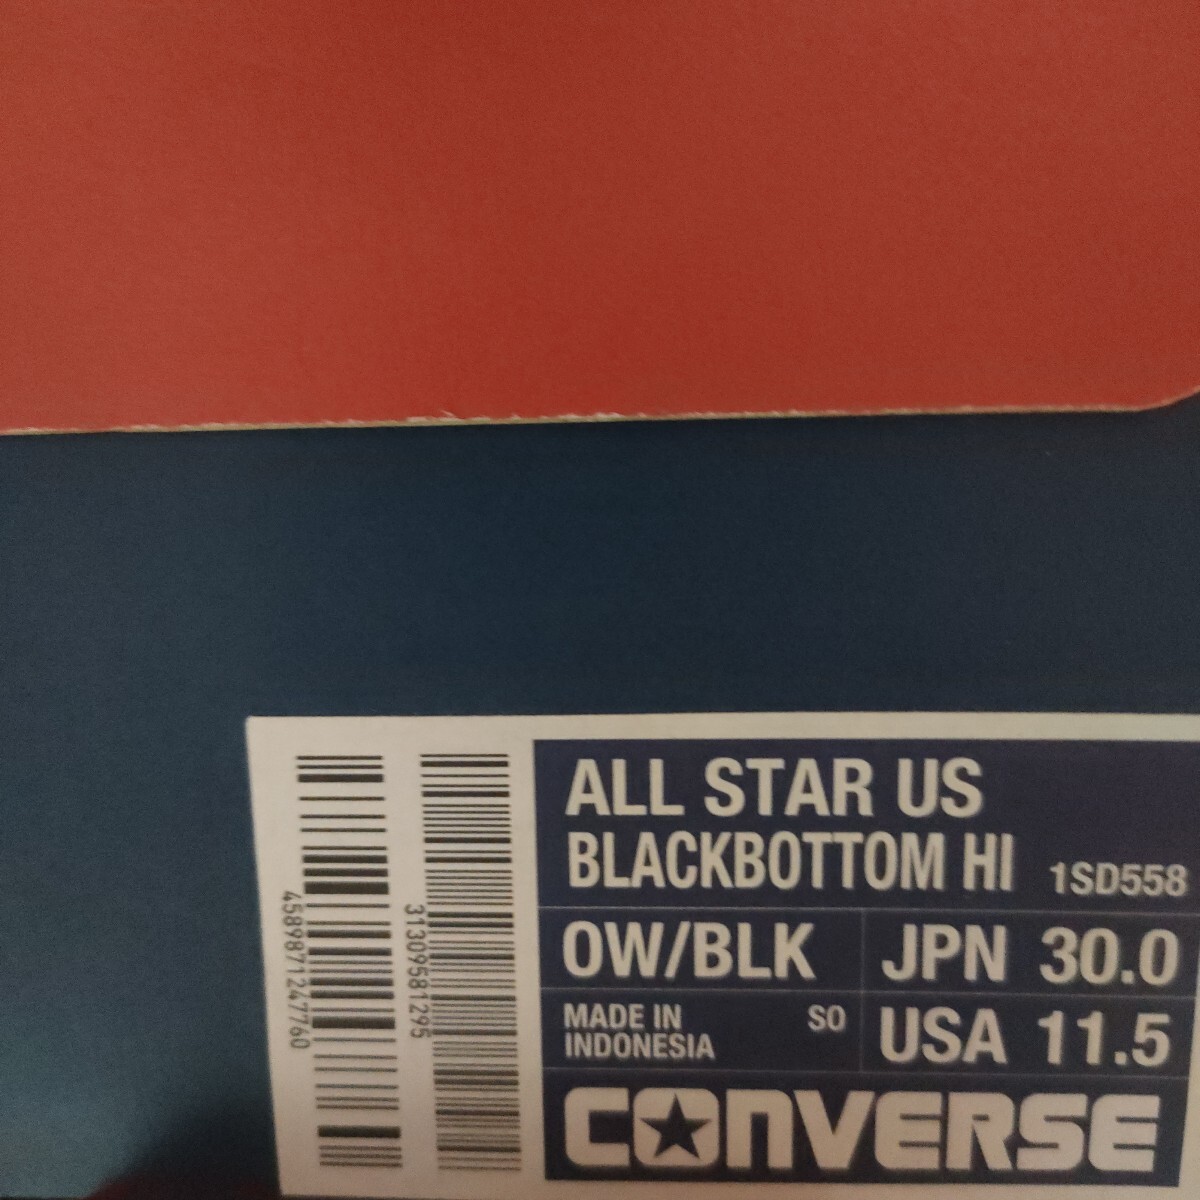 ALL STAR US
BLACKBOTTOM HI 1SD558
OW/BLK JPN 30.0
MADE IN INDONESIA SO USA 11.5
CONVERSE
31309581295
4589871247760